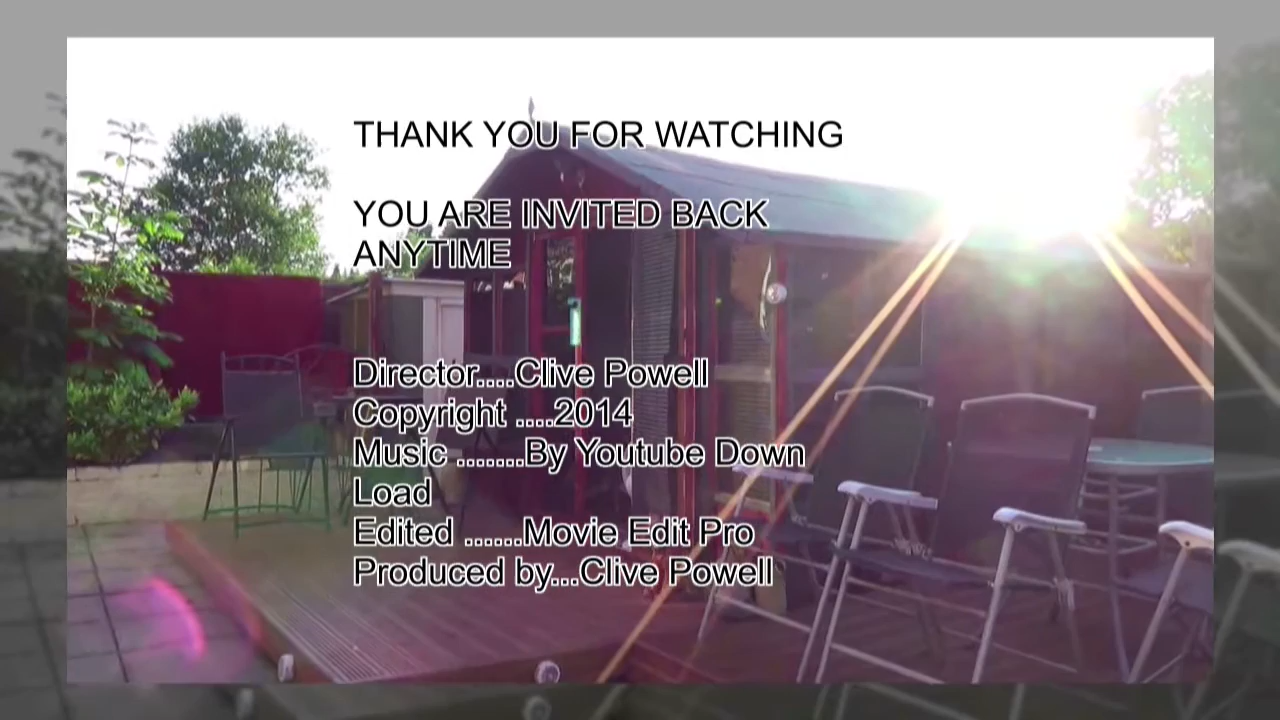 THANK YOU FOR WATCHING
YOU ARE INVITED BACK
ANYTIME
Director....Clive Powell
Copyright ....2014
Music ........By Youtube Down
Load
Edited .......Movie Edit Pro
Produced by...Clive Powell